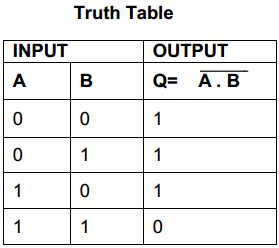 Truth Table
INPUT OUTPUT
A B Q= A̅ ̅.̅ ̅B̅
0 0 1
0 1 1
1 0 1
1 1 0